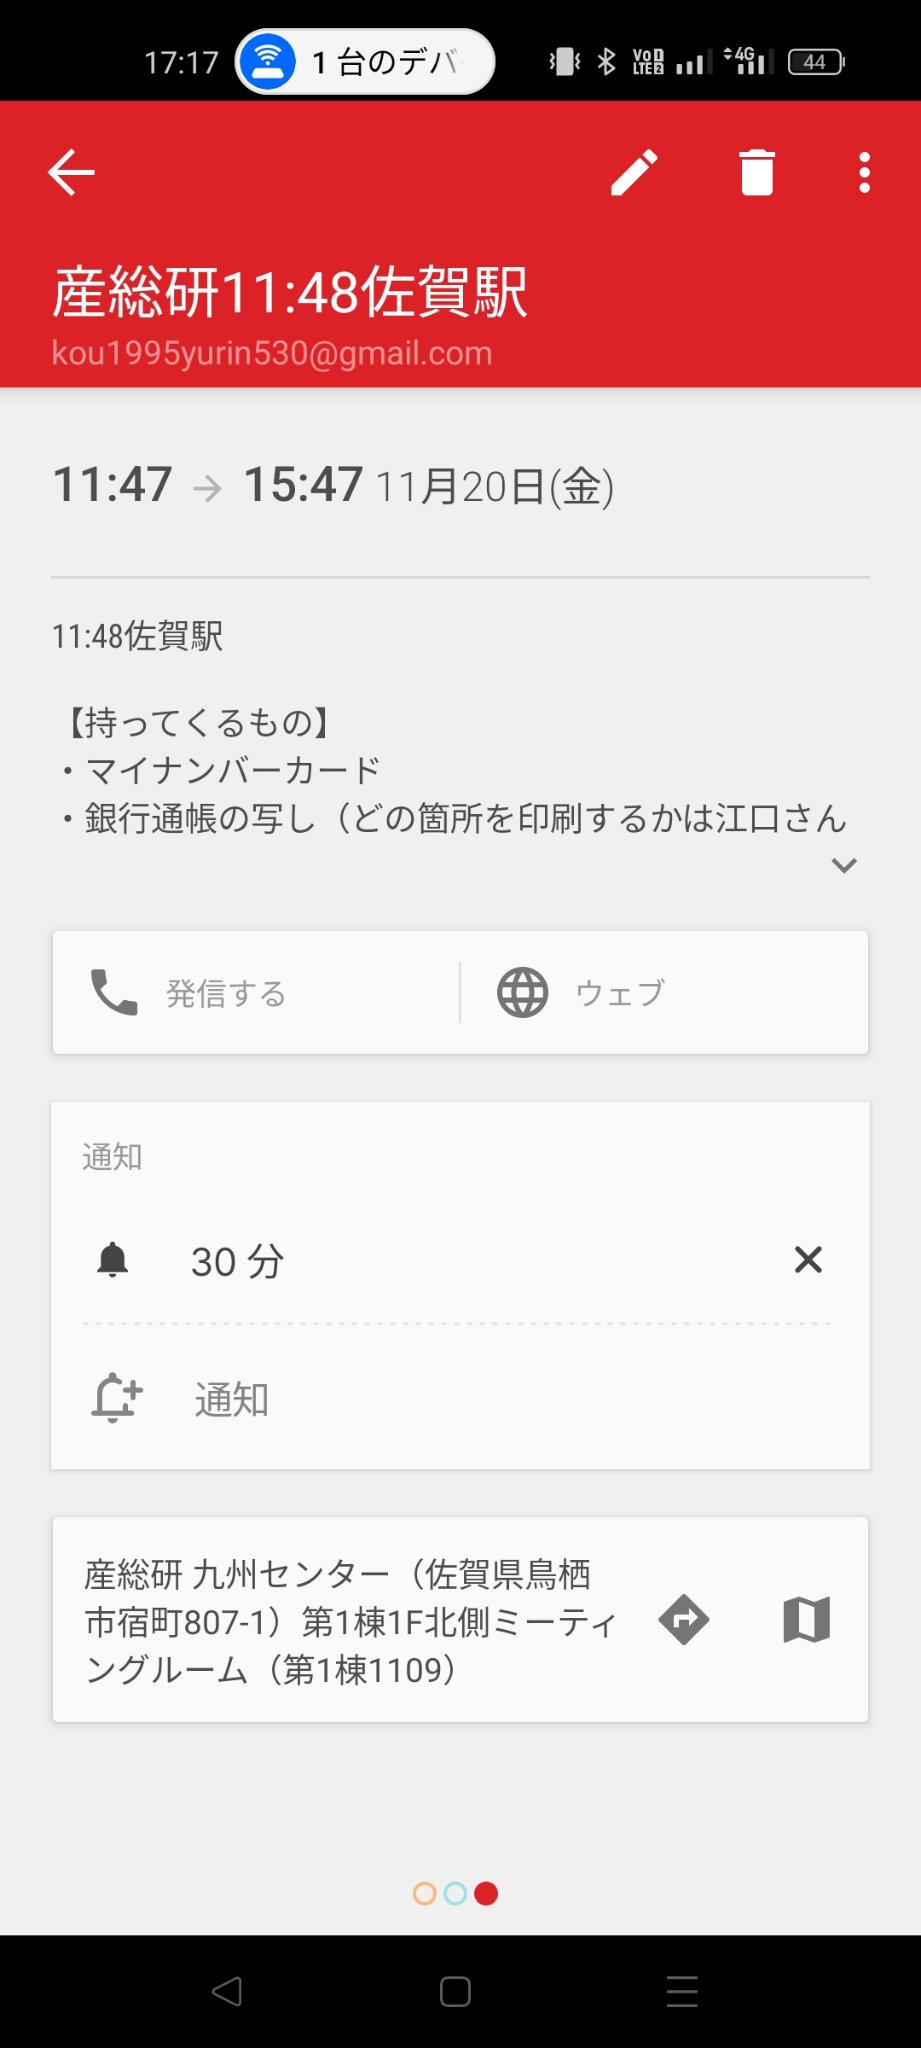 17:17
1 台のデバ
VoD LTE 2
4G
44
産総研11:48佐賀駅
kou1995yurin530@gmail.com
11:47 → 15:47 11月20日(金)
11:48佐賀駅
【持ってくるもの】
・マイナンバーカード
・銀行通帳の写し（どの箇所を印刷するかは江口さん
発信する
ウェブ
通知
30 分
通知
産総研 九州センター（佐賀県鳥栖
市宿町807-1）第1棟1F北側ミーティ
ングルーム（第1棟1109）